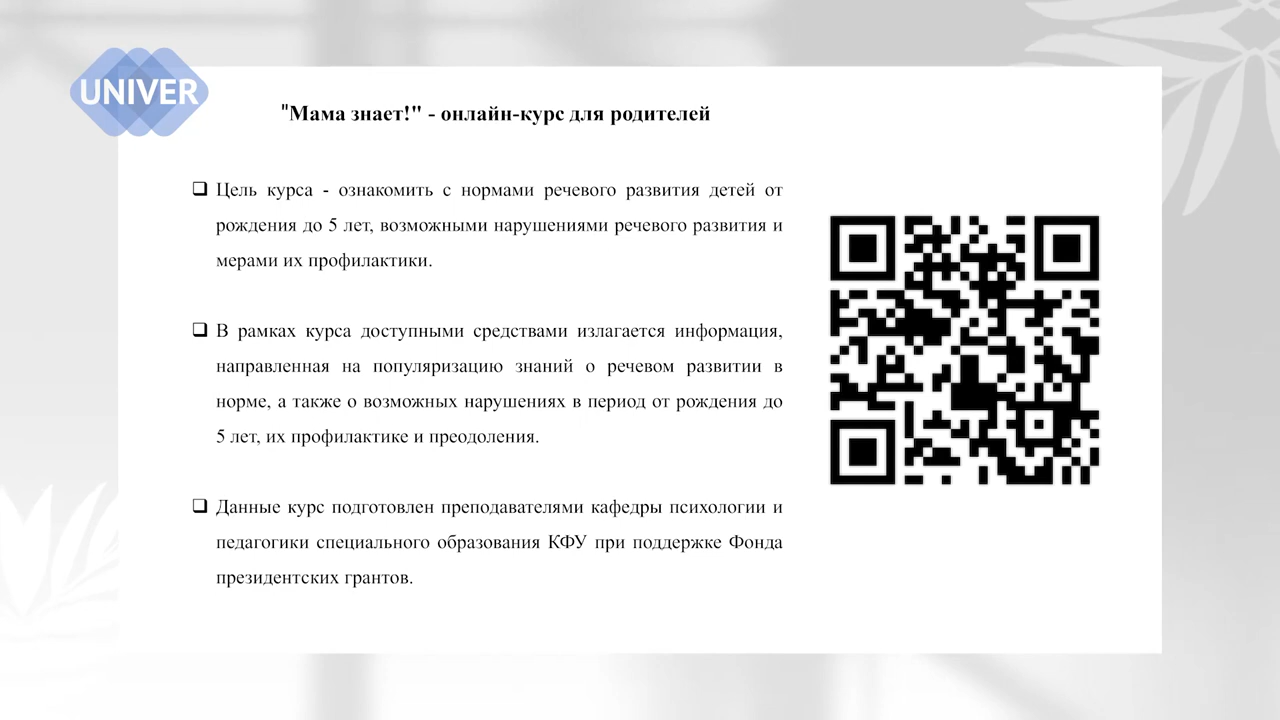 UNIVER
"Мама знает!" - онлайн-курс для родителей
Цель курса - ознакомить с нормами речевого развития детей от
рождения до 5 лет, возможными нарушениями речевого развития и
мерами их профилактики.
В рамках курса доступными средствами излагается информация,
направленная на популяризацию знаний о речевом развитии в
норме, а также о возможных нарушениях в период от рождения до
5 лет, их профилактике и преодоления.
Данные курс подготовлен преподавателями кафедры психологии и
педагогики специального образования КФУ при поддержке Фонда
президентских грантов.